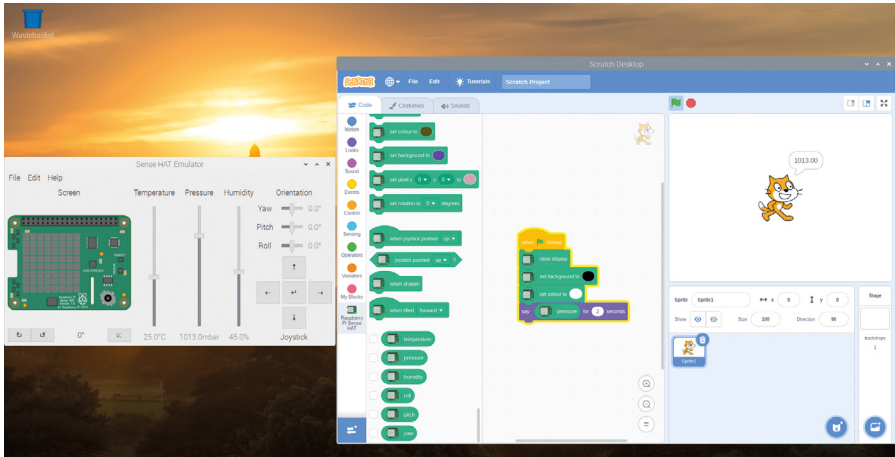 Wastebasket
Sense HAT Emulator
File Edit Help
Screen Temperature Pressure Humidity Orientation
Yaw 0.0°
Pitch 0.0°
Roll 0.0°
0° 25.0°C 1013.0mbar 45.0% Joystick
Scratch Desktop
SCRATCH File Edit Tutorials Scratch Project
Code Costumes Sounds
Motion
Looks
Sound
Events
Control
Sensing
Operators
Variables
My Blocks
Raspberry Pi Sense HAT
set colour to
set background to
set pixel x 0 y 0 to
set rotation to 0 degrees
when joystick pushed up
joystick pushed up ?
when shaken
when tilted forward
temperature
pressure
humidity
roll
pitch
yaw
when clicked
clear display
set background to
set colour to
say pressure for 2 seconds
1013.00
Sprite Sprite1 x 0 y 0
Show Size 100 Direction 90
Sprite1
Stage
Backdrops
1